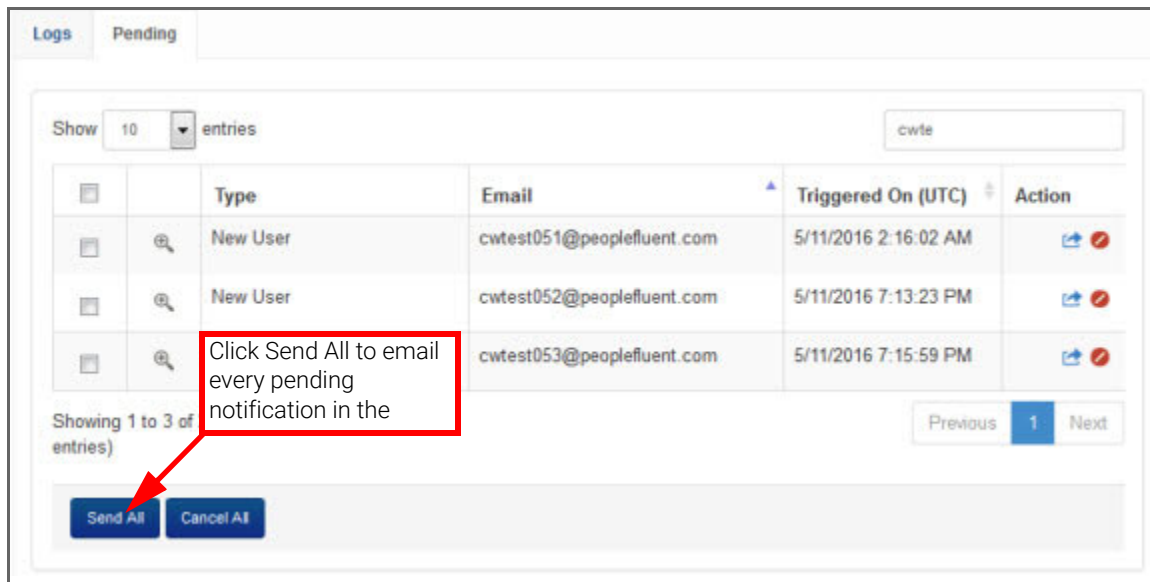 Logs Pending
Show 10 entries cwte
Type Email Triggered On (UTC) Action
New User cwtest051@peoplefluent.com 5/11/2016 2:16:02 AM
New User cwtest052@peoplefluent.com 5/11/2016 7:13:23 PM
cwtest053@peoplefluent.com 5/11/2016 7:15:59 PM
Click Send All to email
every pending
notification in the
Showing 1 to 3 of
entries)
Previous 1 Next
Send All Cancel All